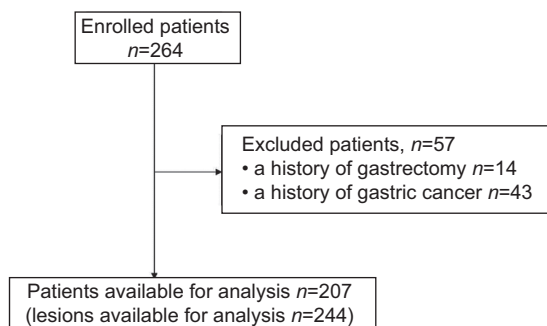 Enrolled patients
n=264
Excluded patients, n=57
• a history of gastrectomy n=14
• a history of gastric cancer n=43
Patients available for analysis n=207
(lesions available for analysis n=244)